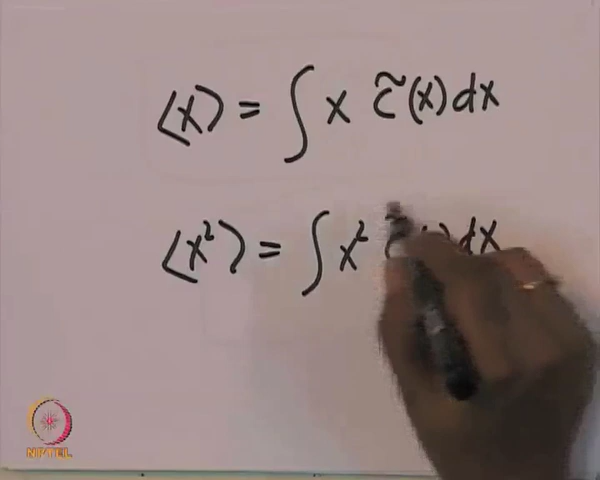 ⟨x⟩ = ∫ x c̃(x) dx
⟨x²⟩ = ∫ x² dx
NPTEL